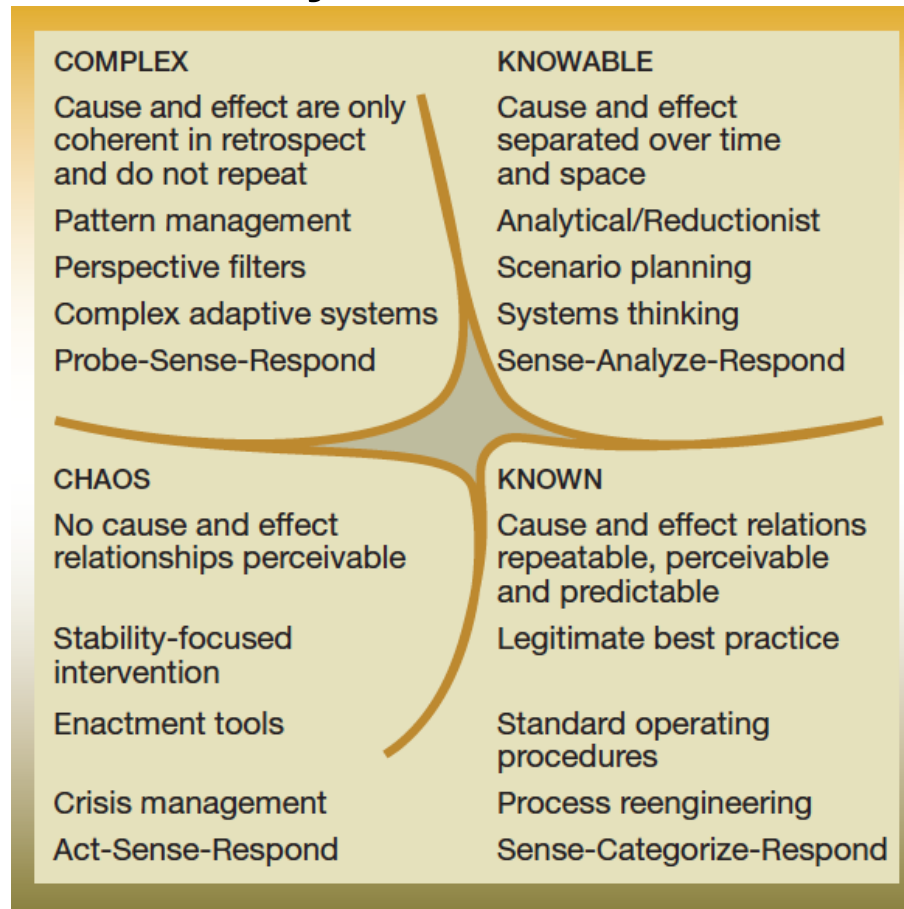 COMPLEX
Cause and effect are only
coherent in retrospect
and do not repeat
Pattern management
Perspective filters
Complex adaptive systems
Probe-Sense-Respond
KNOWABLE
Cause and effect
separated over time
and space
Analytical/Reductionist
Scenario planning
Systems thinking
Sense-Analyze-Respond
CHAOS
No cause and effect
relationships perceivable
Stability-focused
intervention
Enactment tools
Crisis management
Act-Sense-Respond
KNOWN
Cause and effect relations
repeatable, perceivable
and predictable
Legitimate best practice
Standard operating
procedures
Process reengineering
Sense-Categorize-Respond